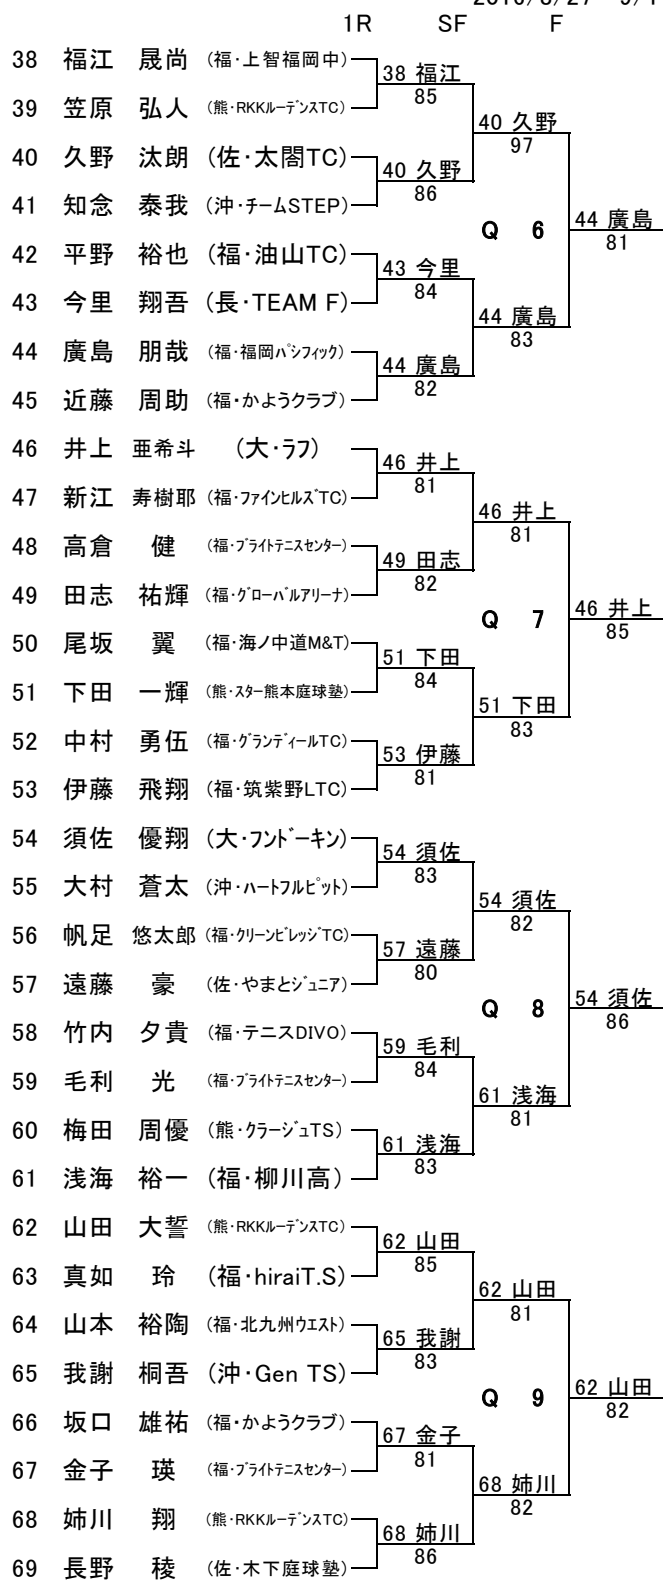 1R SF F
38 福江 晟尚 (福・上智福岡中)
38 福江
39 笠原 弘人 (熊・RKKルーデンスTC)
85
40 久野
97
40 久野 汰朗 (佐・太閤TC)
40 久野
41 知念 泰我 (沖・チームSTEP)
86
Q 6
44 廣島
81
42 平野 裕也 (福・油山TC)
43 今里
43 今里 翔吾 (長・TEAM F)
84
44 廣島
83
44 廣島 朋哉 (福・福岡パシフィック)
44 廣島
45 近藤 周助 (福・かようクラブ)
82
46 井上 亜希斗 (大・ラフ)
46 井上
47 新江 寿樹耶 (福・ファインヒルズTC)
81
46 井上
81
48 高倉 健 (福・ブライトテニスセンター)
49 田志
49 田志 祐輝 (福・グローバルアリーナ)
82
Q 7
46 井上
85
50 尾坂 翼 (福・海ノ中道M&T)
51 下田
51 下田 一輝 (熊・スター熊本庭球塾)
84
51 下田
83
52 中村 勇伍 (福・グランディールTC)
53 伊藤
53 伊藤 飛翔 (福・筑紫野LTC)
81
54 須佐 優翔 (大・フンドーキン)
54 須佐
55 大村 蒼太 (沖・ハートフルピット)
83
54 須佐
82
56 帆足 悠太郎 (福・クリーンビレッジTC)
57 遠藤
57 遠藤 豪 (佐・やまとジュニア)
80
Q 8
54 須佐
86
58 竹内 夕貴 (福・テニスDIVO)
59 毛利
59 毛利 光 (福・ブライトテニスセンター)
84
61 浅海
81
60 梅田 周優 (熊・クラージュTS)
61 浅海
61 浅海 裕一 (福・柳川高)
83
62 山田 大誓 (熊・RKKルーデンスTC)
62 山田
63 真如 玲 (福・hiraiT.S)
85
62 山田
81
64 山本 裕陶 (福・北九州ウエスト)
65 我謝
65 我謝 桐吾 (沖・Gen TS)
83
Q 9
62 山田
82
66 坂口 雄祐 (福・かようクラブ)
67 金子
67 金子 瑛 (福・ブライトテニスセンター)
81
68 姉川
82
68 姉川 翔 (熊・RKKルーデンスTC)
68 姉川
69 長野 稜 (佐・木下庭球塾)
86